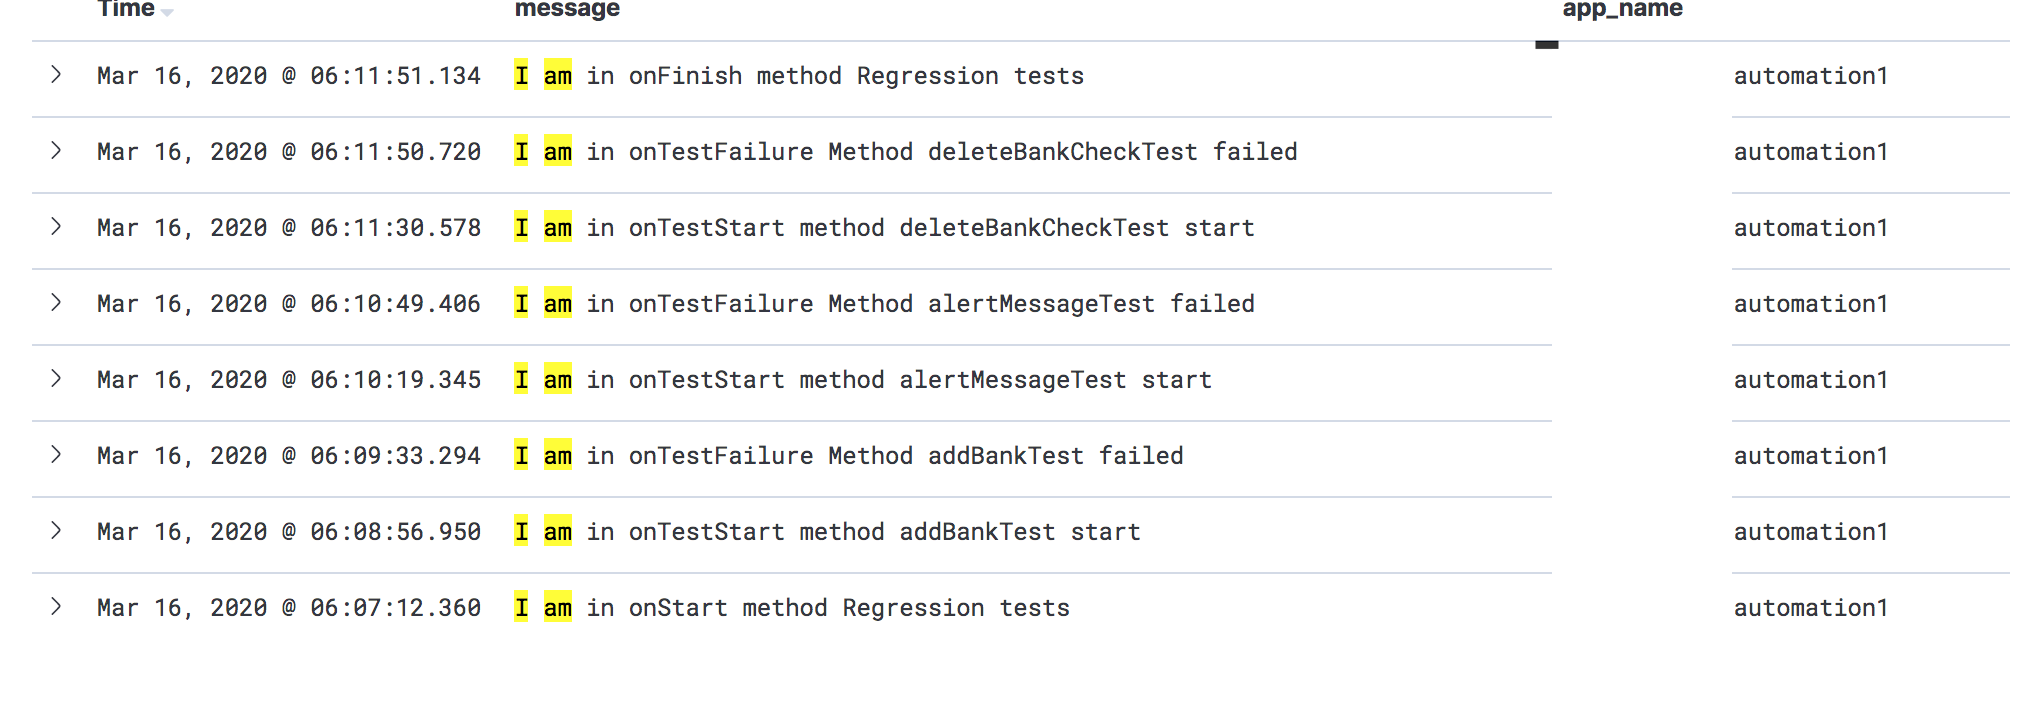 Time message app_name
Mar 16, 2020 @ 06:11:51.134 I am in onFinish method Regression tests automation1
Mar 16, 2020 @ 06:11:50.720 I am in onTestFailure Method deleteBankCheckTest failed automation1
Mar 16, 2020 @ 06:11:30.578 I am in onTestStart method deleteBankCheckTest start automation1
Mar 16, 2020 @ 06:10:49.406 I am in onTestFailure Method alertMessageTest failed automation1
Mar 16, 2020 @ 06:10:19.345 I am in onTestStart method alertMessageTest start automation1
Mar 16, 2020 @ 06:09:33.294 I am in onTestFailure Method addBankTest failed automation1
Mar 16, 2020 @ 06:08:56.950 I am in onTestStart method addBankTest start automation1
Mar 16, 2020 @ 06:07:12.360 I am in onStart method Regression tests automation1